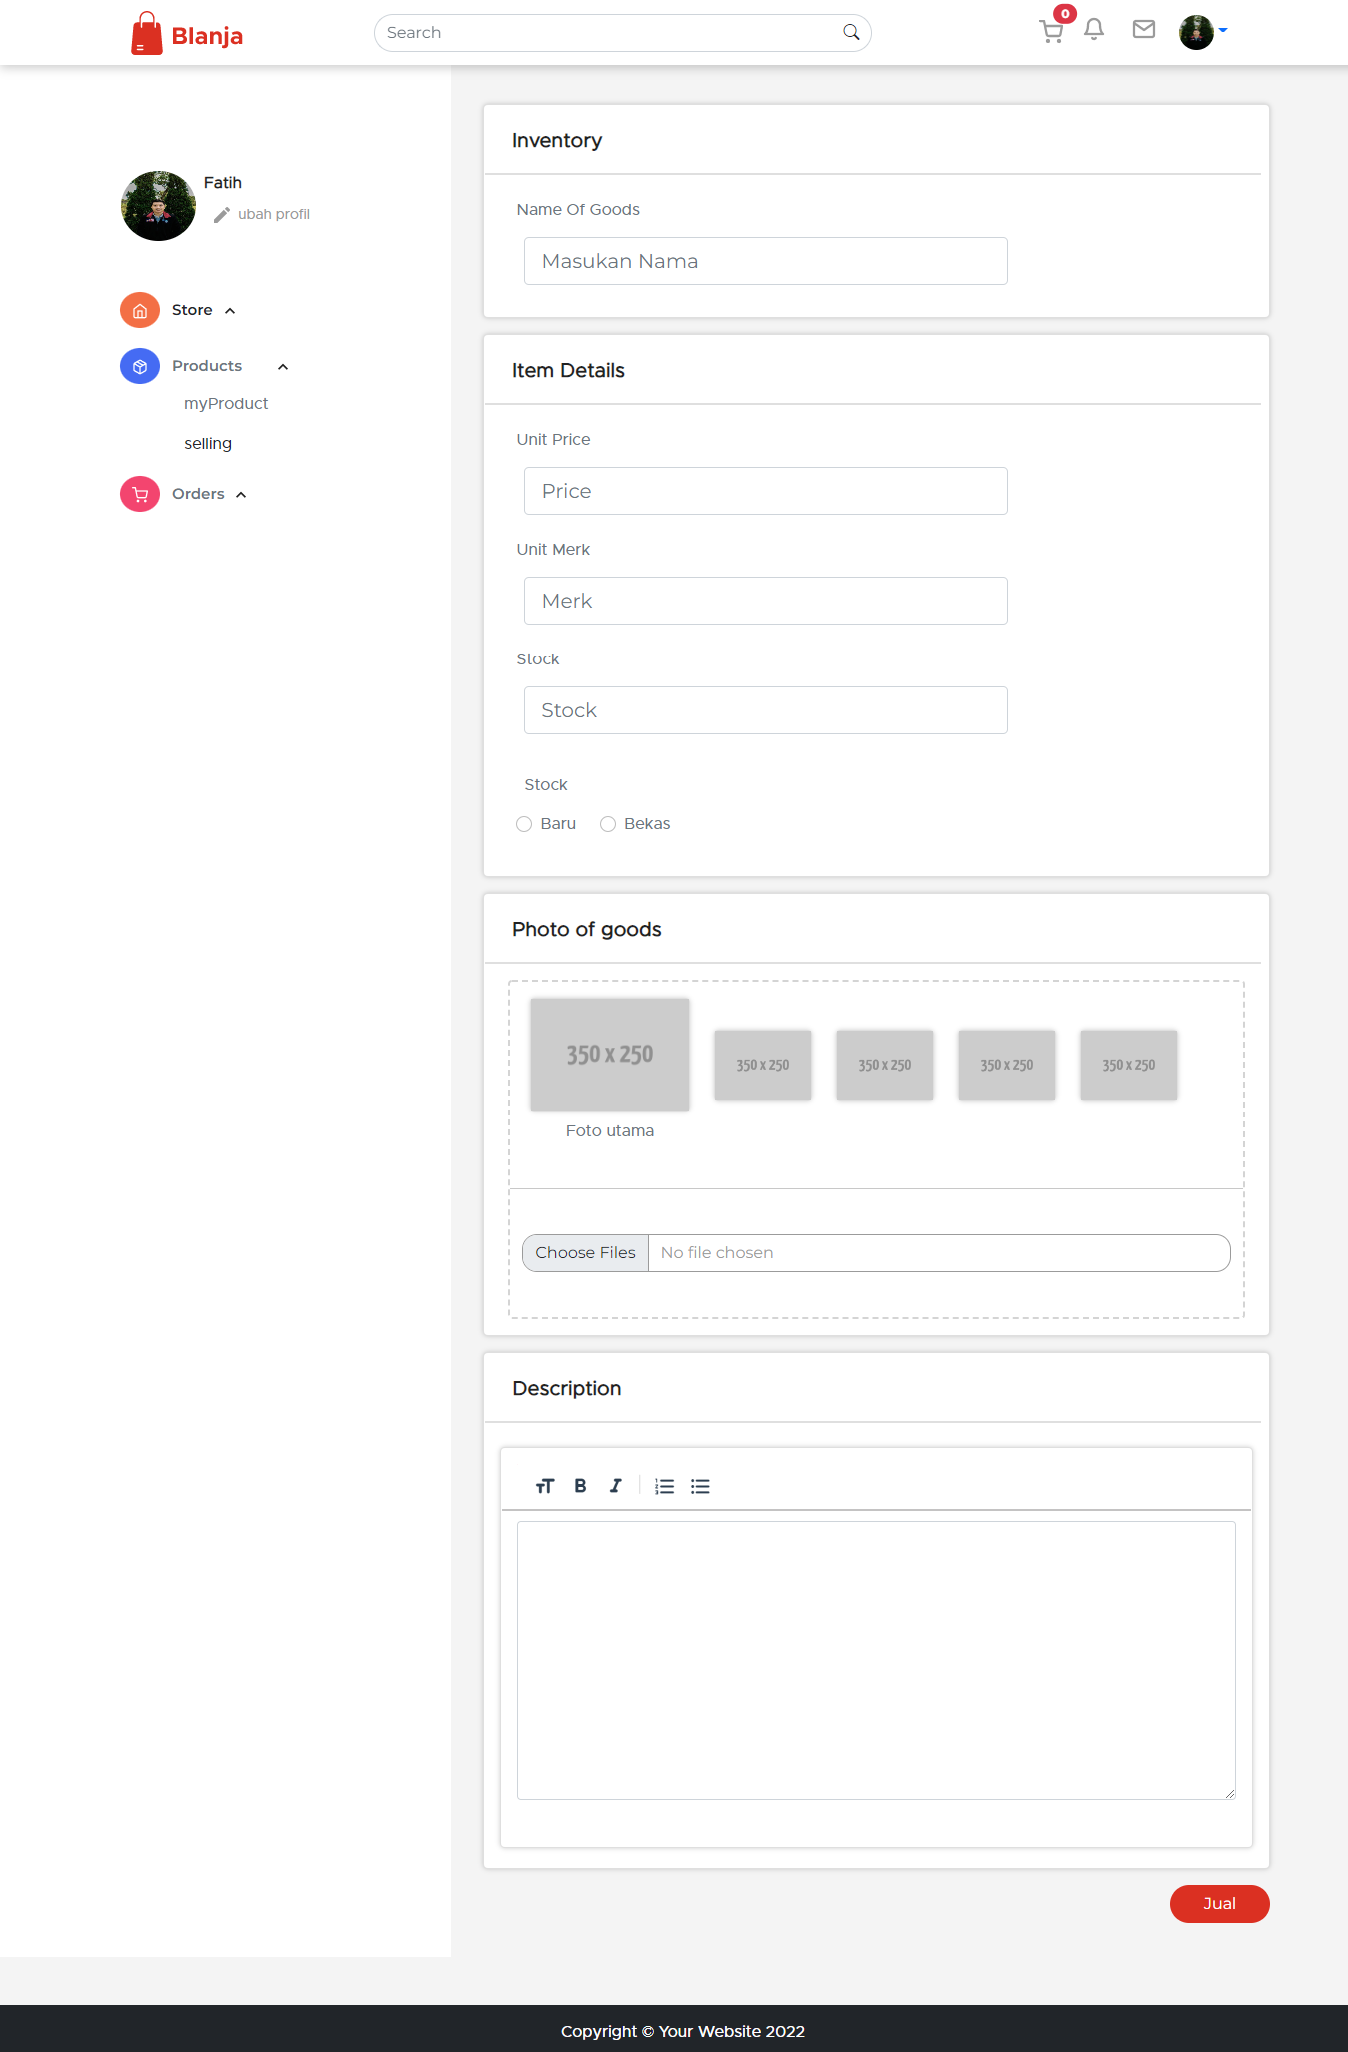 Blanja
Search
0
Fatih
ubah profil
Store
Products
myProduct
selling
Orders
Inventory
Name Of Goods
Masukan Nama
Item Details
Unit Price
Price
Unit Merk
Merk
Stock
Stock
Stock
Baru
Bekas
Photo of goods
350 x 250
350 x 250
350 x 250
350 x 250
350 x 250
Foto utama
Choose Files
No file chosen
Description
Jual
Copyright © Your Website 2022